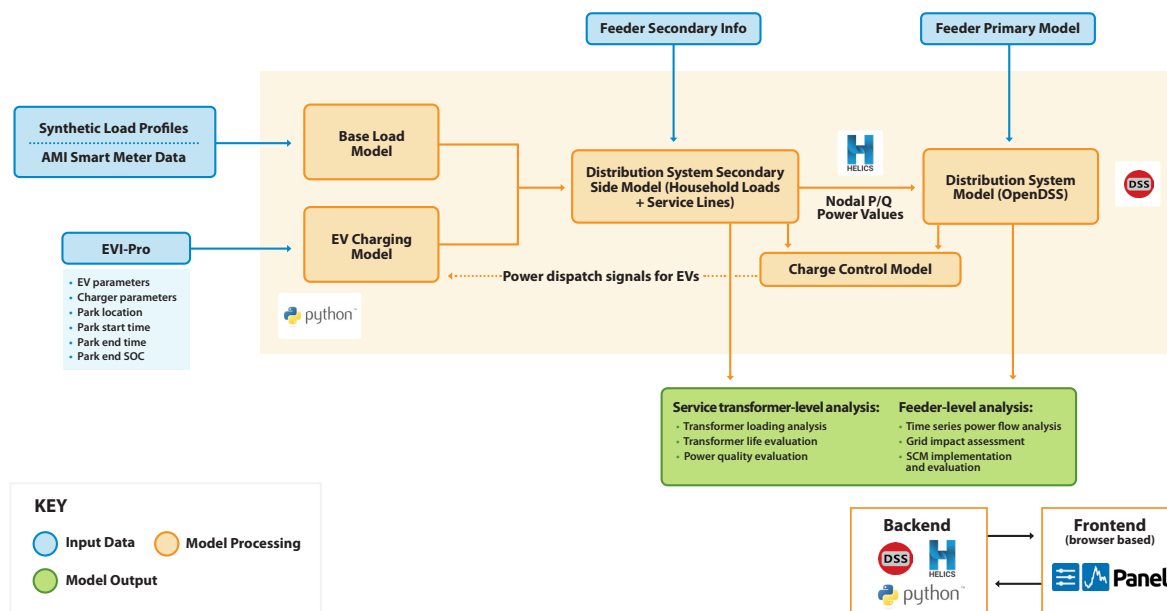 Feeder Secondary Info
Feeder Primary Model
Synthetic Load Profiles
AMI Smart Meter Data
Base Load
Model
HELICS
Distribution System Secondary
Side Model (Household Loads
+ Service Lines)
Nodal P/Q
Power Values
Distribution System
Model (OpenDSS)
DSS
EVI-Pro
• EV parameters
• Charger parameters
• Park location
• Park start time
• Park end time
• Park end SOC
EV Charging
Model
Power dispatch signals for EVs
Charge Control Model
python™
Service transformer-level analysis:
• Transformer loading analysis
• Transformer life evaluation
• Power quality evaluation
Feeder-level analysis:
• Time series power flow analysis
• Grid impact assessment
• SCM implementation
and evaluation
KEY
Input Data
Model Processing
Model Output
Backend
DSS
HELICS
python™
Frontend
(browser based)
Panel